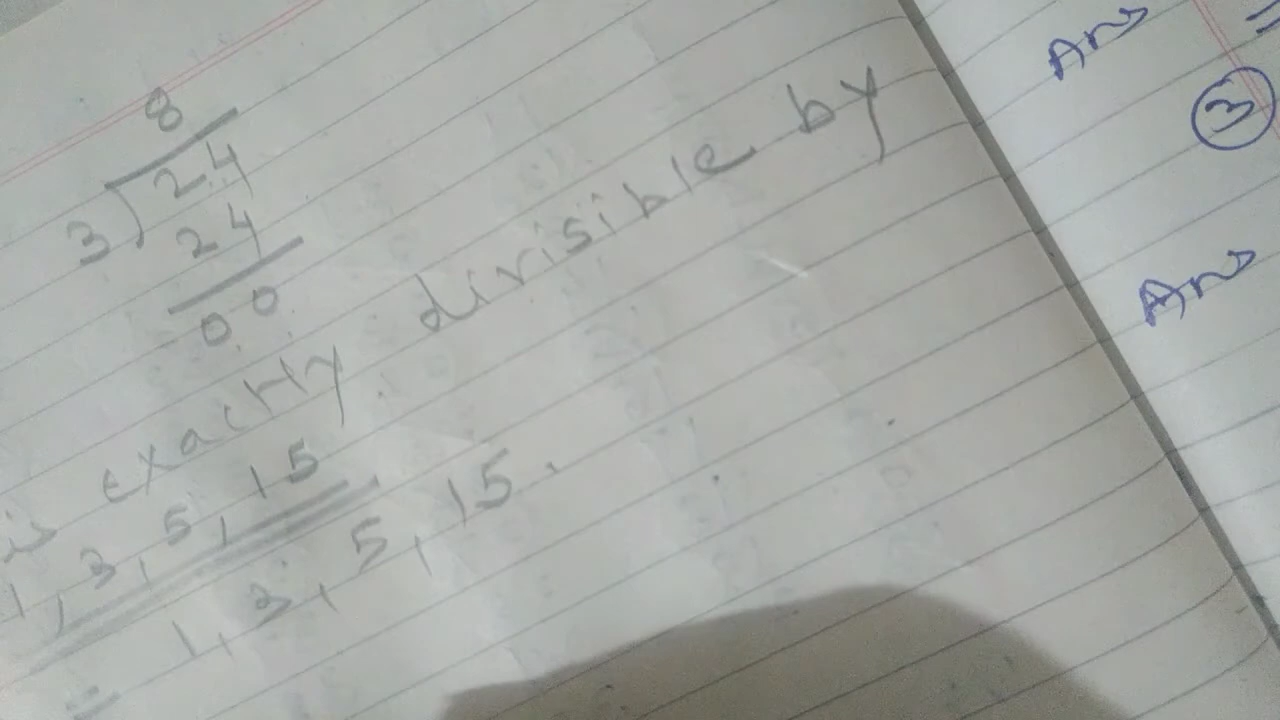 8
3) 24
24
00
is exactly divisible by
1, 3, 5, 15
= 1, 3, 5, 15.
Ans
=
3
Ans